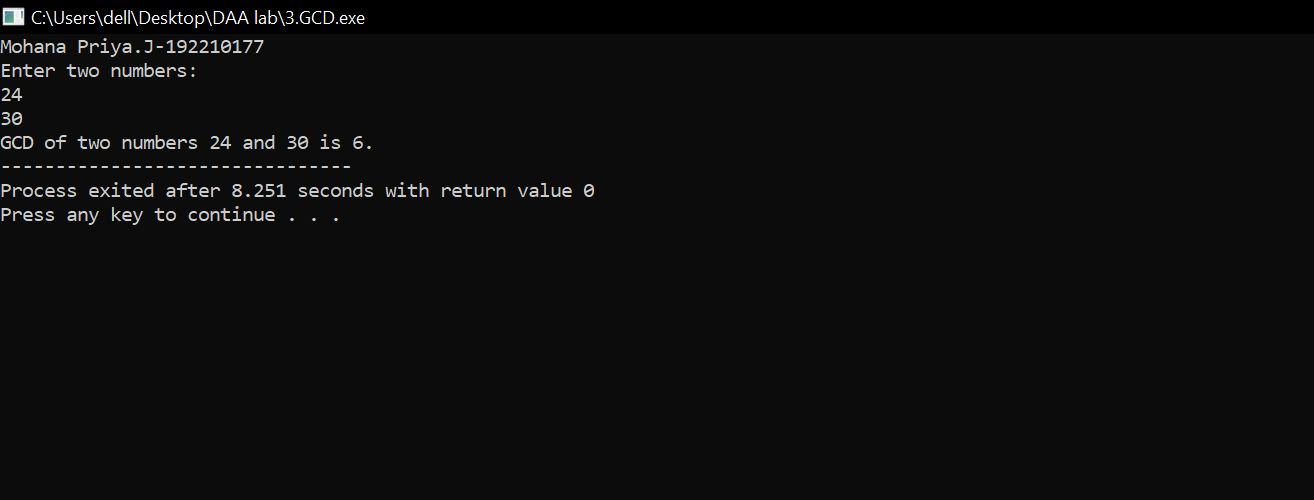 C:\Users\dell\Desktop\DAA lab\3.GCD.exe
Mohana Priya.J-192210177
Enter two numbers:
24
30
GCD of two numbers 24 and 30 is 6.
--------------------------------
Process exited after 8.251 seconds with return value 0
Press any key to continue . . .